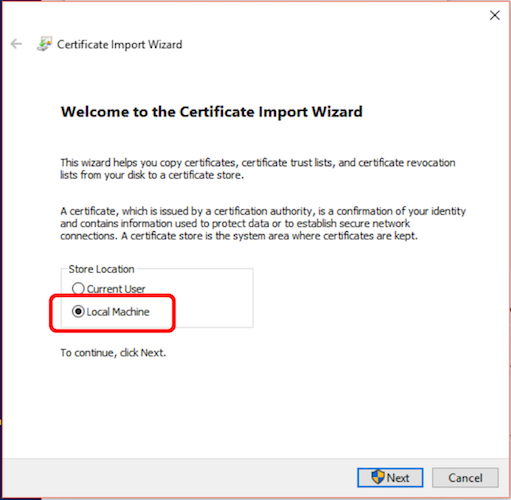 Certificate Import Wizard
Welcome to the Certificate Import Wizard
This wizard helps you copy certificates, certificate trust lists, and certificate revocation
lists from your disk to a certificate store.
A certificate, which is issued by a certification authority, is a confirmation of your identity
and contains information used to protect data or to establish secure network
connections. A certificate store is the system area where certificates are kept.
Store Location
Current User
Local Machine
To continue, click Next.
Next
Cancel